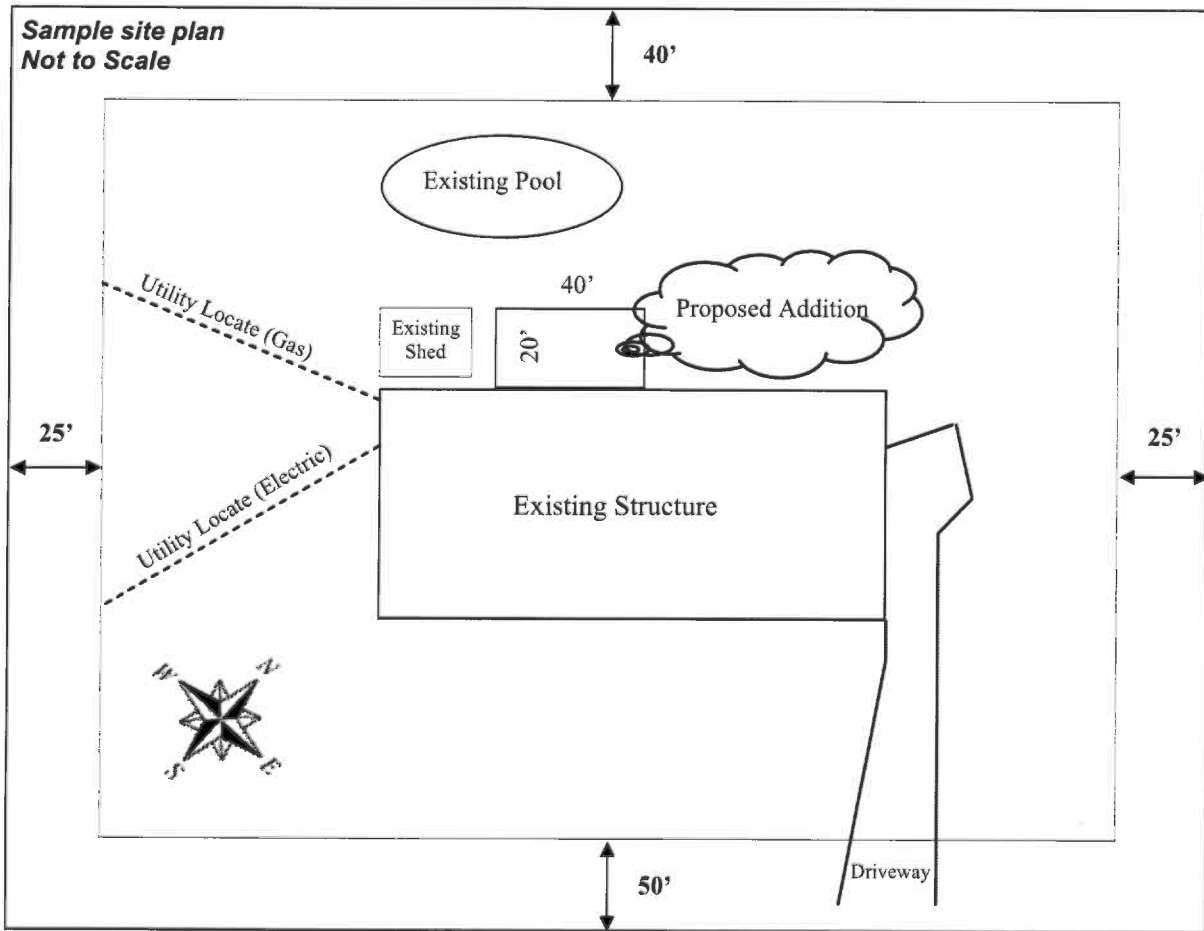 Sample site plan
Not to Scale
40’
Existing Pool
Utility Locate (Gas)
40’
Proposed Addition
Existing
Shed
20’
25’
25’
Utility Locate (Electric)
Existing Structure
W
N
S
E
Driveway
50’